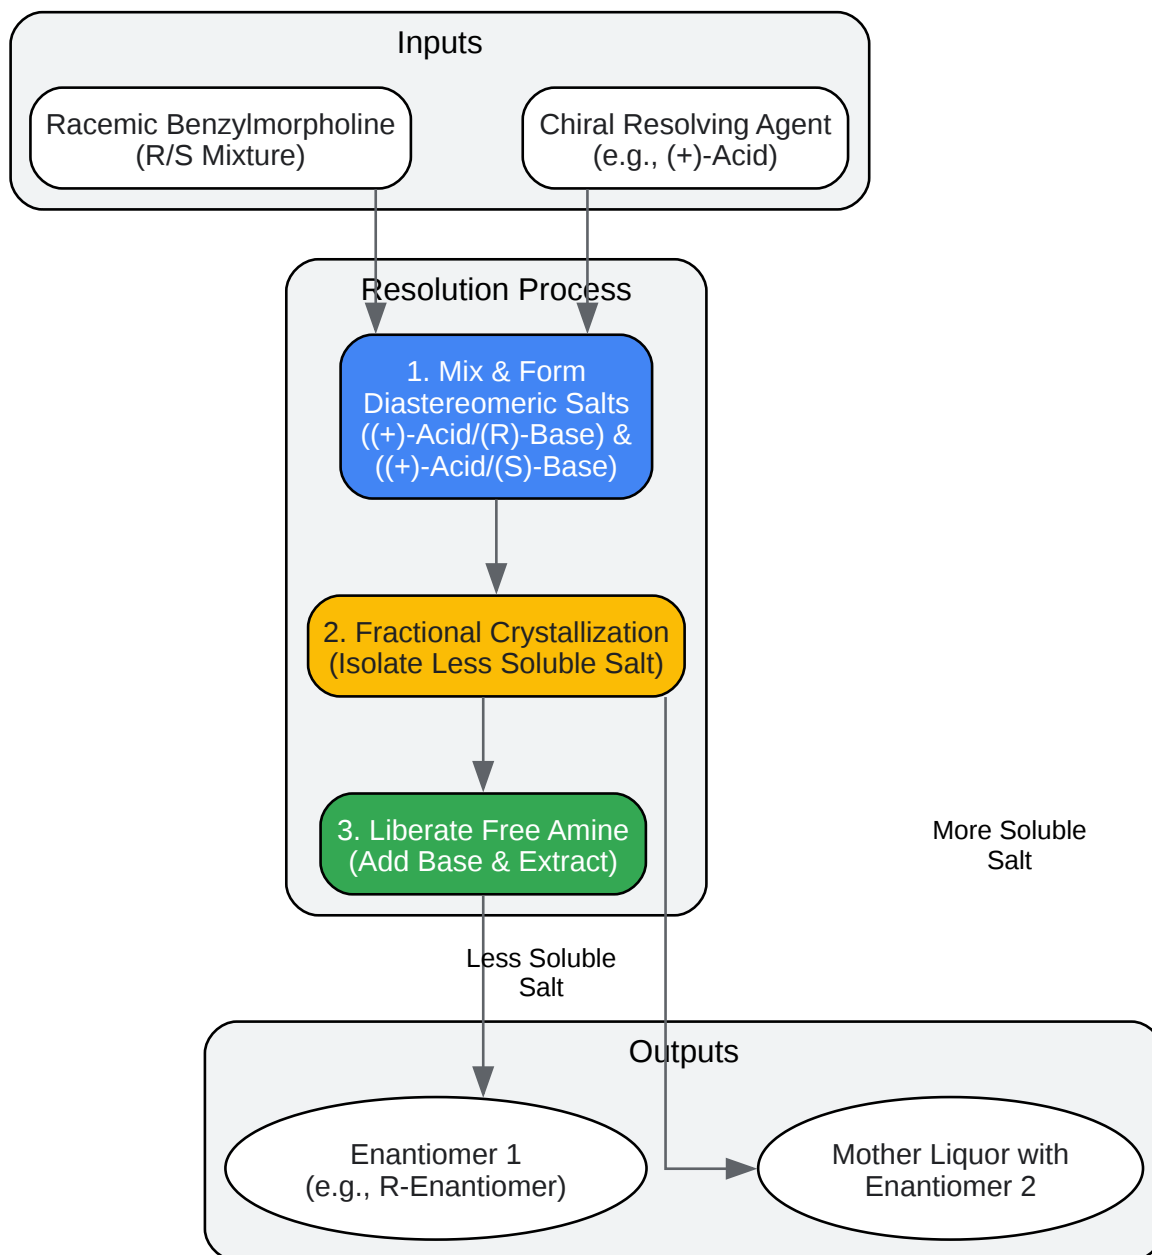 Inputs
Racemic Benzylmorpholine
(R/S Mixture)
Chiral Resolving Agent
(e.g., (+)-Acid)
Resolution Process
1. Mix & Form
Diastereomeric Salts
((+)-Acid/(R)-Base) &
((+)-Acid/(S)-Base)
2. Fractional Crystallization
(Isolate Less Soluble Salt)
3. Liberate Free Amine
(Add Base & Extract)
More Soluble
Salt
Less Soluble
Salt
Outputs
Enantiomer 1
(e.g., R-Enantiomer)
Mother Liquor with
Enantiomer 2